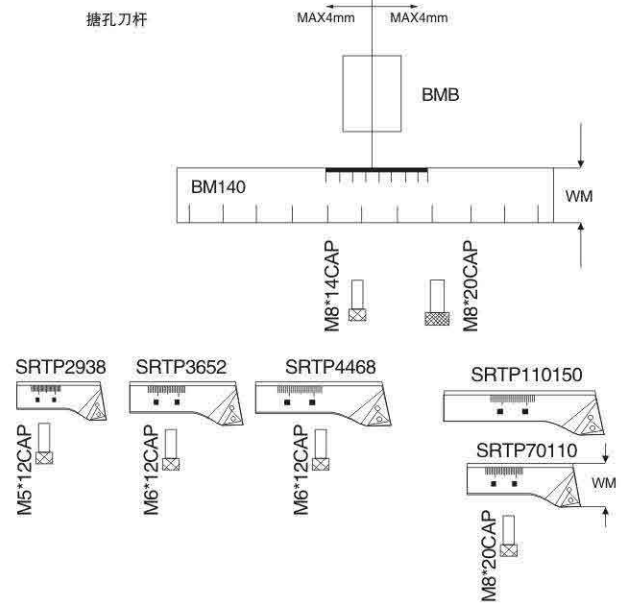 搪孔刀杆
MAX4mm MAX4mm
BMB
BM140
WM
M8*14CAP
M8*20CAP
SRTP2938
SRTP3652
SRTP4468
SRTP110150
M5*12CAP
M6*12CAP
M6*12CAP
SRTP70110
WM
M8*20CAP